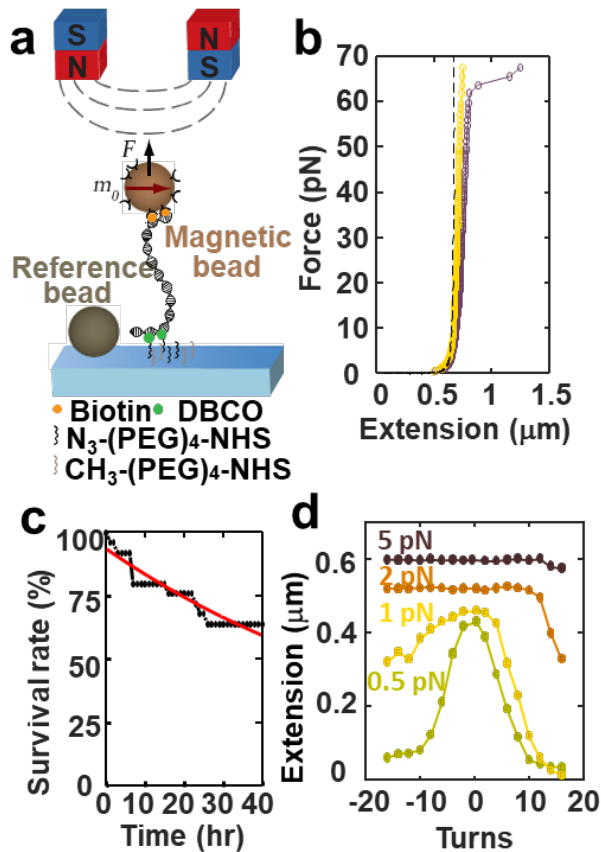 a
S
N
N
S
F
m0
Magnetic
bead
Reference
bead
Biotin DBCO
N3-(PEG)4-NHS
CH3-(PEG)4-NHS
b
Force (pN)
70
60
50
40
30
20
10
0
0 0.5 1 1.5
Extension (μm)
c
Survival rate (%)
100
75
50
25
0
0 10 20 30 40
Time (hr)
d
Extension (μm)
0.6
0.4
0.2
0
5 pN
2 pN
1 pN
0.5 pN
-20 -10 0 10 20
Turns